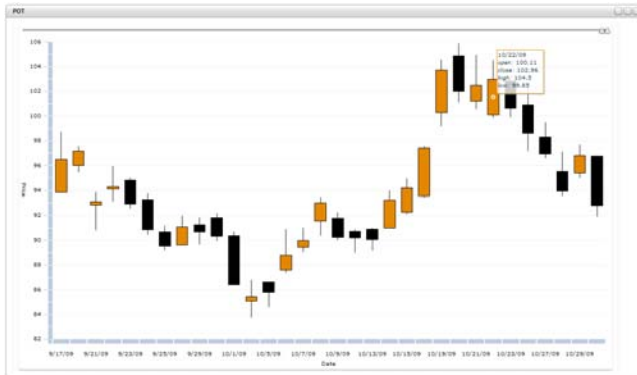 POT
106
104
102
100
98
96
94
92
90
88
86
84
82
10/22/09
open: 100.11
close: 102.96
high: 104.5
low: 99.65
Price
9/17/09 9/21/09 9/23/09 9/25/09 9/29/09 10/1/09 10/5/09 10/7/09 10/9/09 10/13/09 10/15/09 10/19/09 10/21/09 10/23/09 10/27/09 10/29/09
Date